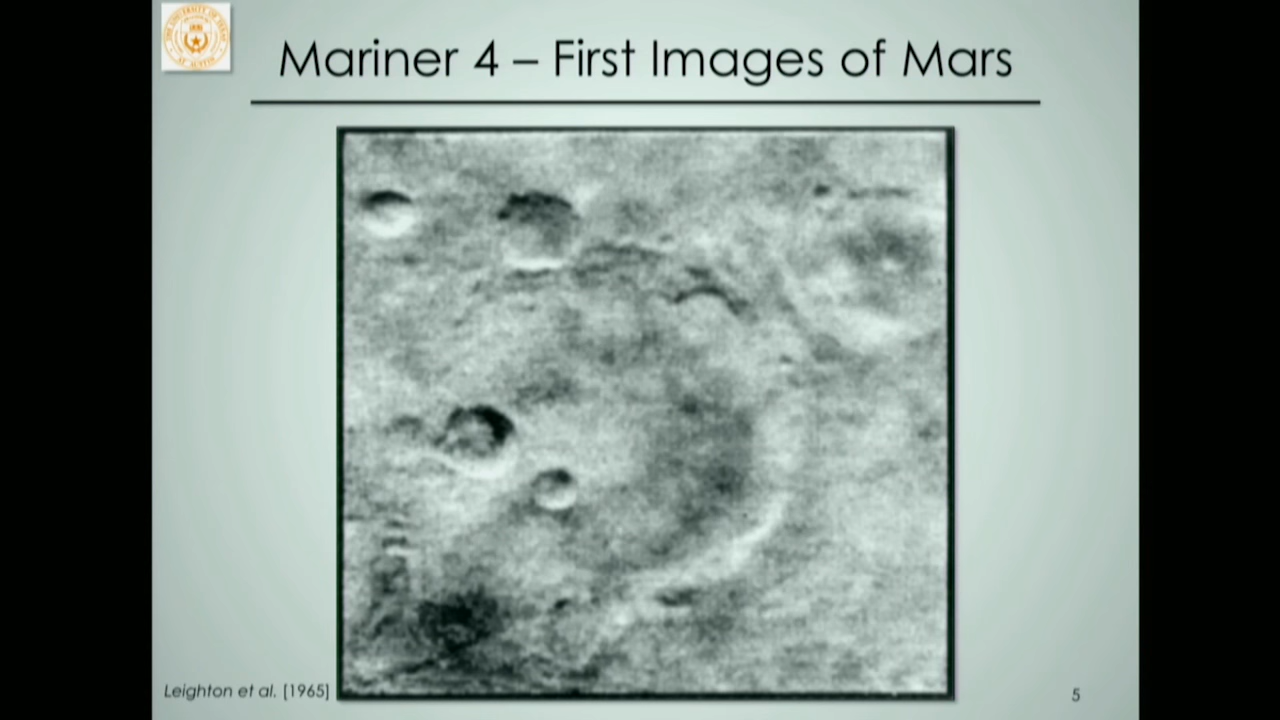 Mariner 4 – First Images of Mars
Leighton et al. [1965]
5